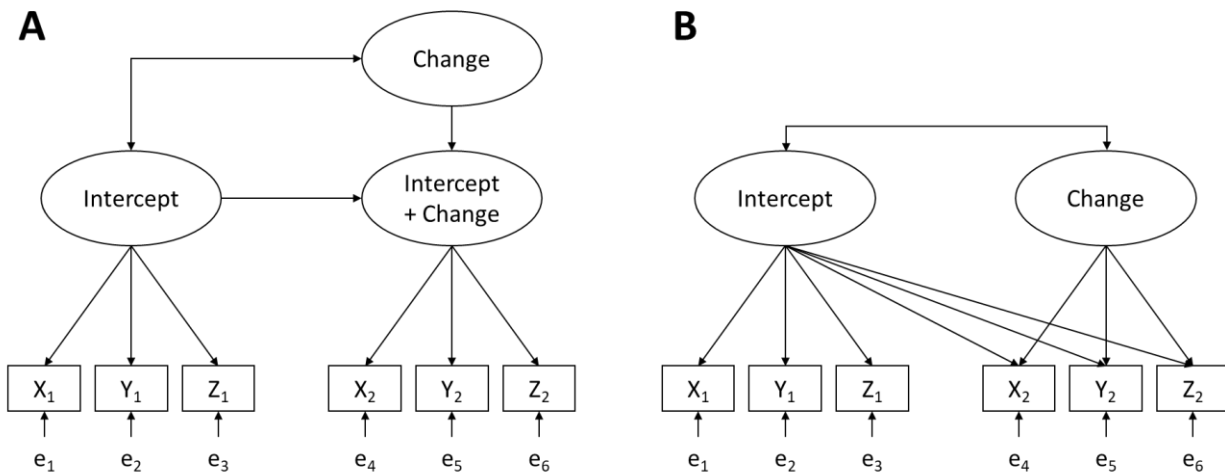 A
Change
Intercept
Intercept
+ Change
X₁ Y₁ Z₁ X₂ Y₂ Z₂
e₁ e₂ e₃ e₄ e₅ e₆
B
Intercept Change
X₁ Y₁ Z₁ X₂ Y₂ Z₂
e₁ e₂ e₃ e₄ e₅ e₆